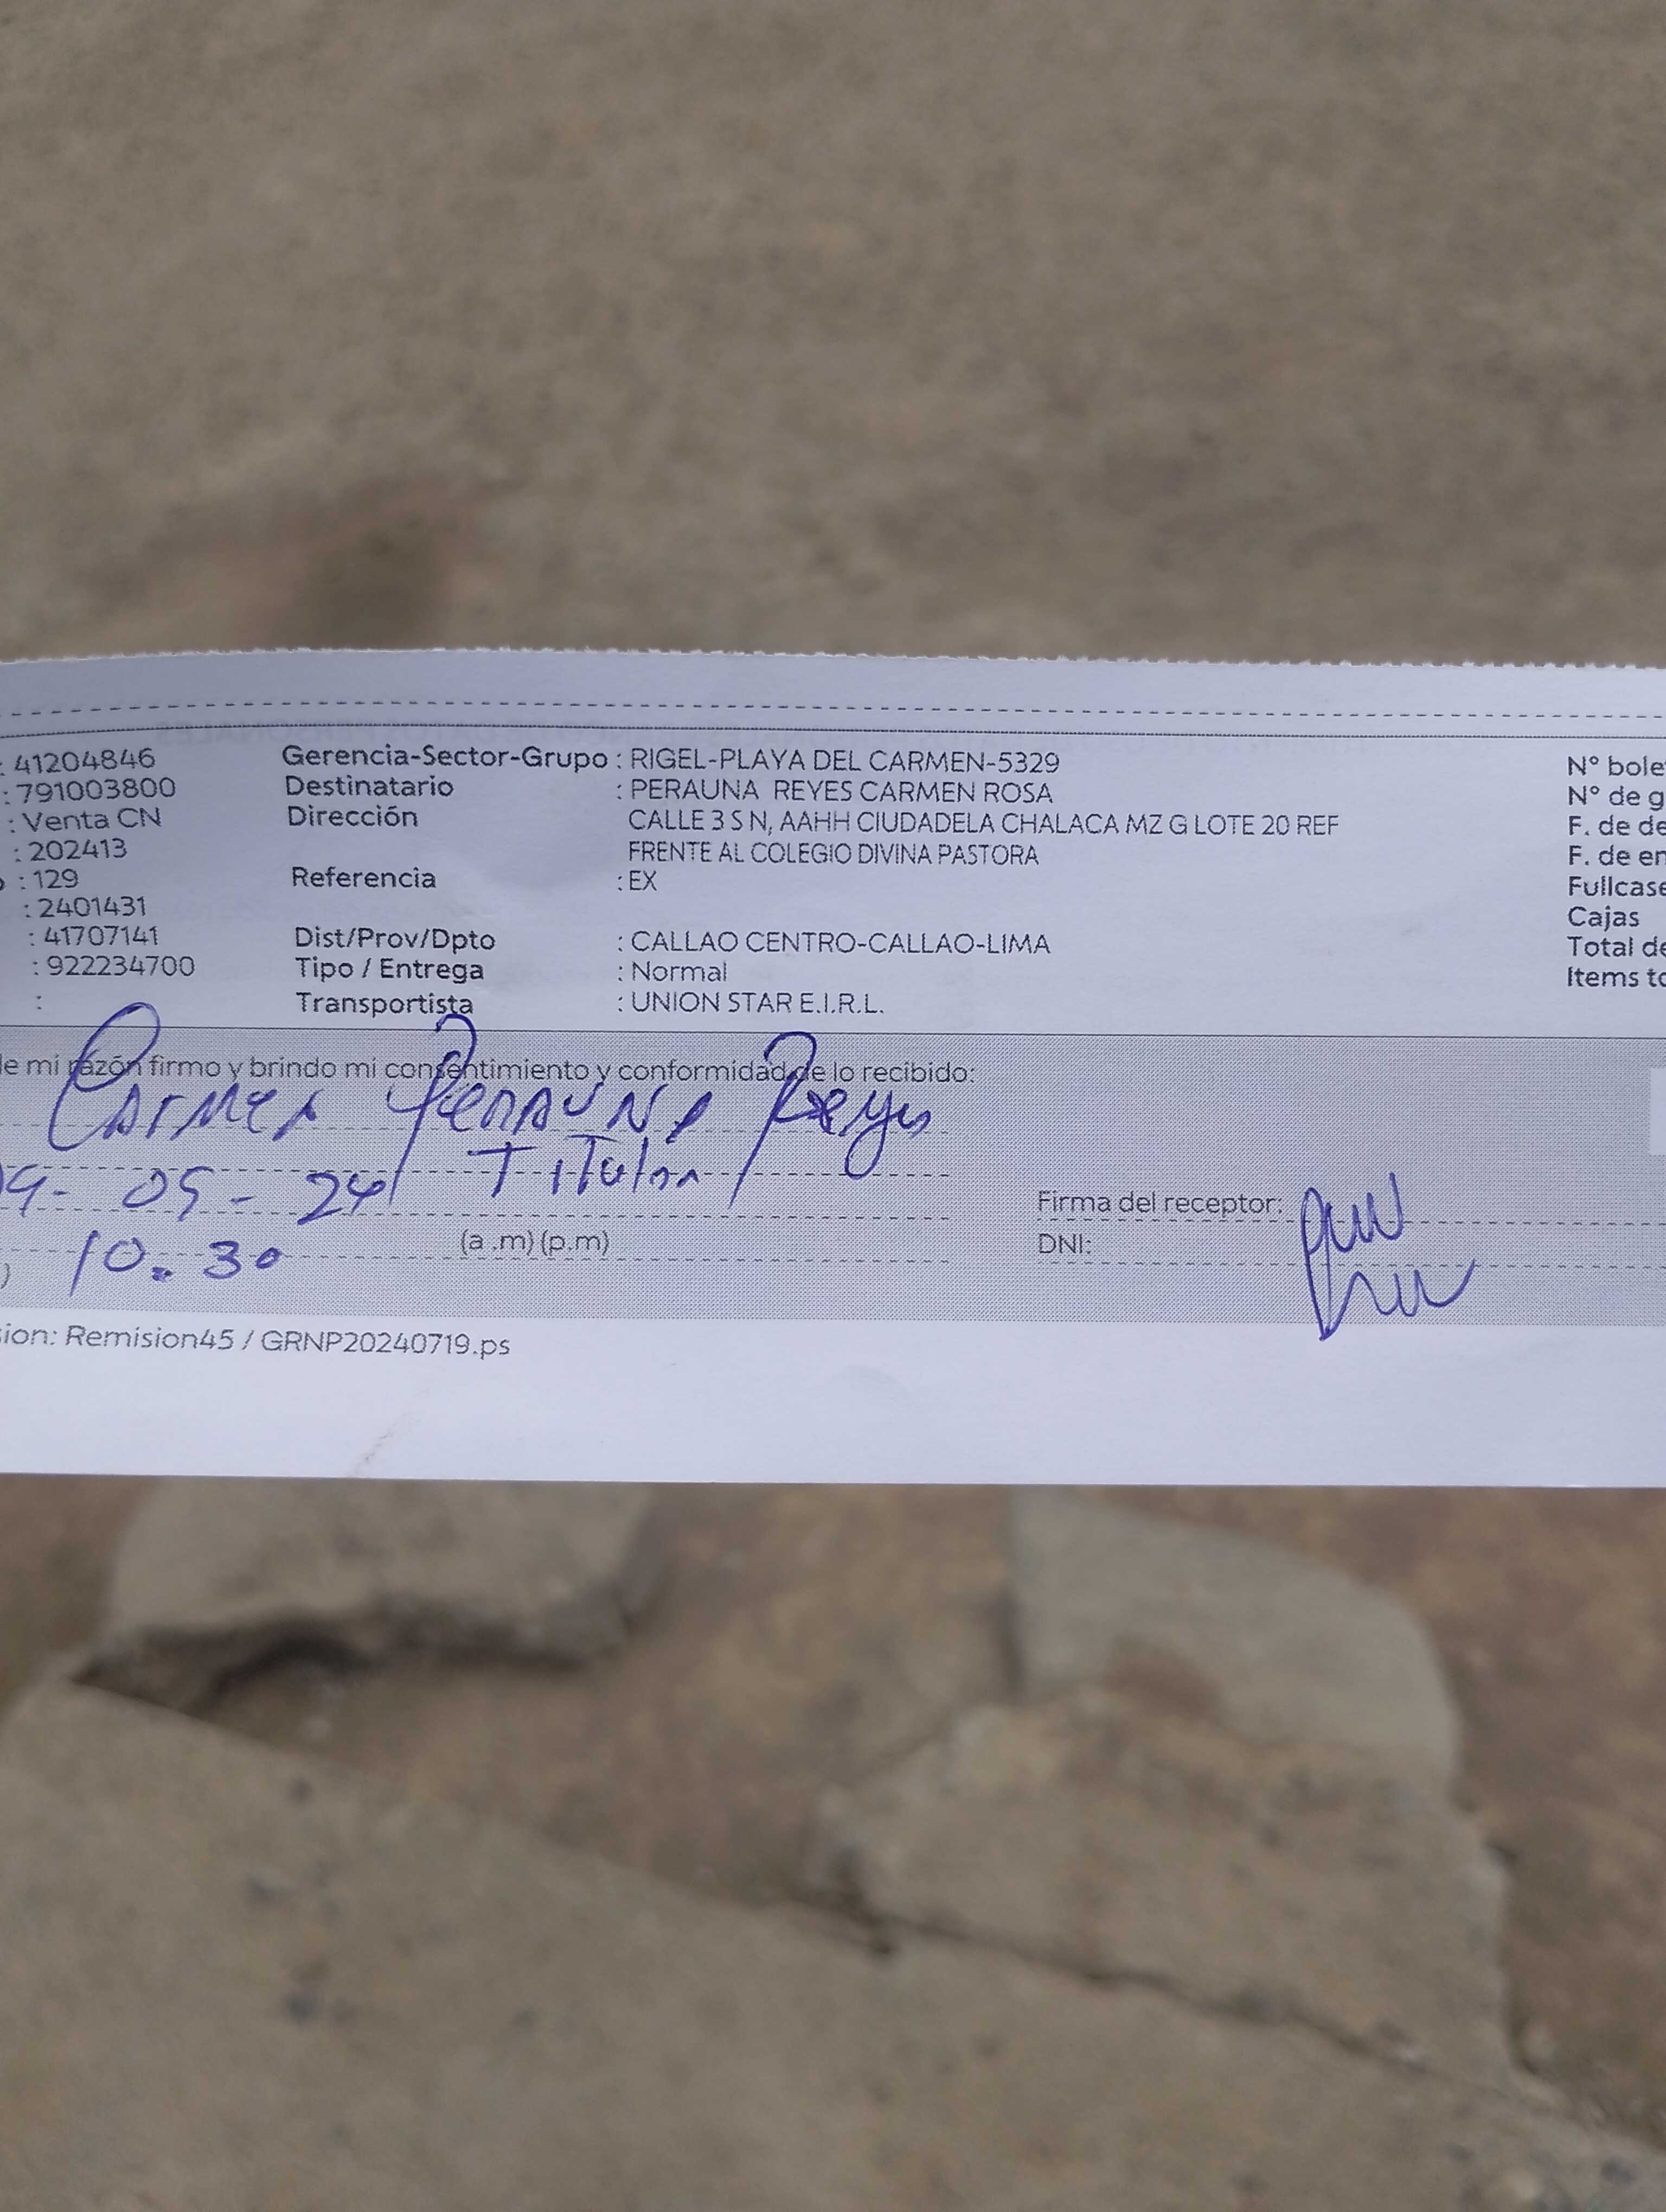 : 41204846 Gerencia-Sector-Grupo : RIGEL-PLAYA DEL CARMEN-5329 N° bole
: 791003800 Destinatario : PERAUNA REYES CARMEN ROSA N° de g
: Venta CN Dirección CALLE 3 S N, AAHH CIUDADELA CHALACA MZ G LOTE 20 REF F. de de
: 202413 FRENTE AL COLEGIO DIVINA PASTORA F. de en
: 129 Referencia : EX Fullcase
: 2401431 Cajas
: 41707141 Dist/Prov/Dpto : CALLAO CENTRO-CALLAO-LIMA Total de
: 922234700 Tipo / Entrega : Normal Items to
: Transportista : UNION STAR E.I.R.L.
de mi razón firmo y brindo mi consentimiento y conformidad de lo recibido:
Carmen Perauna Reyes
Titular
09- 05 - 24
Firma del receptor:
10:30 (a .m) (p.m) DNI:
sion: Remision45 / GRNP20240719.ps